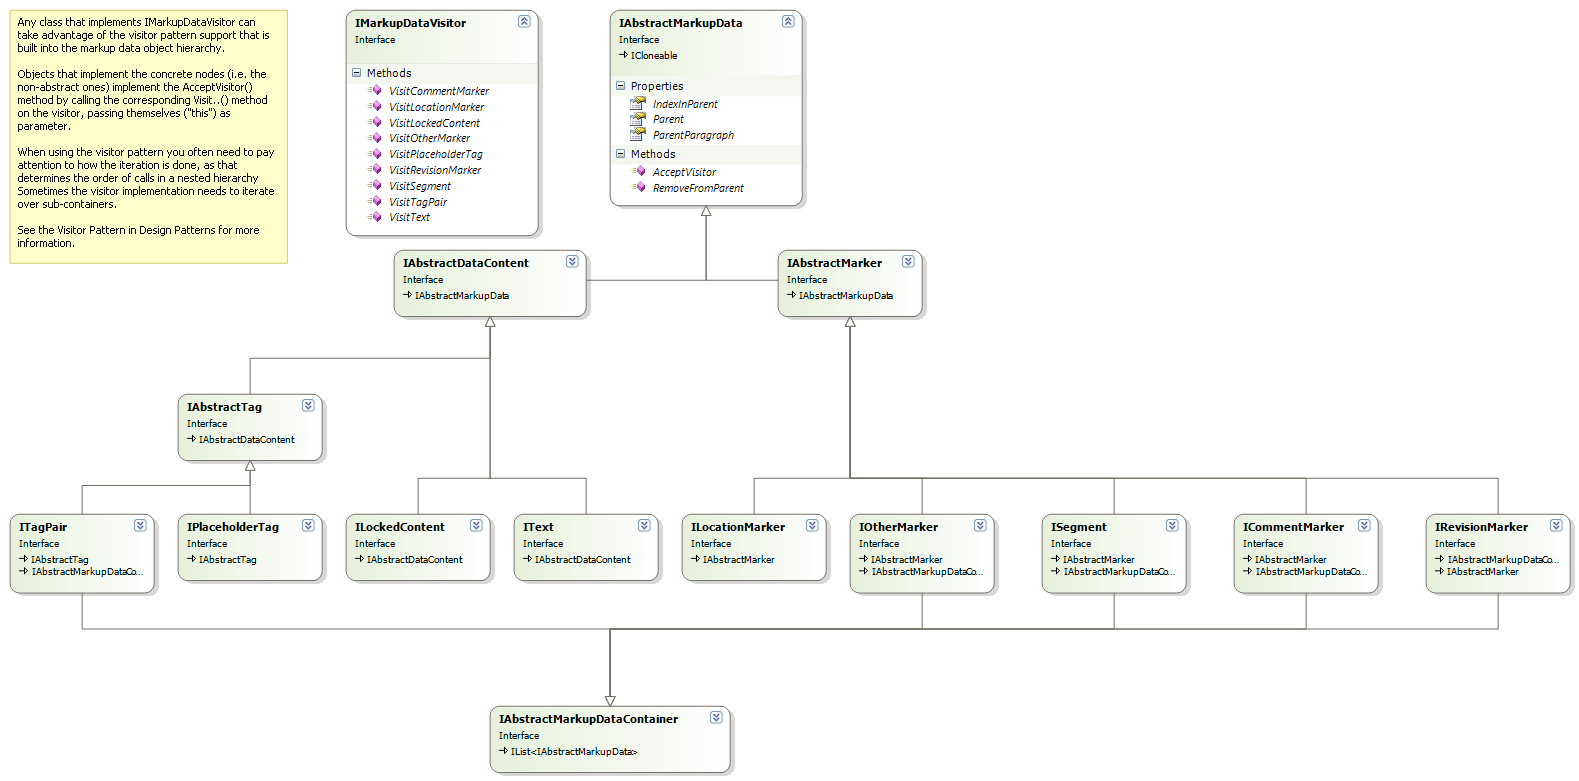 Any class that implements IMarkupDataVisitor can
take advantage of the visitor pattern support that is
built into the markup data object hierarchy.
Objects that implement the concrete nodes (i.e. the
non-abstract ones) implement the AcceptVisitor()
method by calling the corresponding Visit..() method
on the visitor, passing themselves ("this") as
parameter.
When using the visitor pattern you often need to pay
attention to how the iteration is done, as that
determines the order of calls in a nested hierarchy
Sometimes the visitor implementation needs to iterate
over sub-containers.
See the Visitor Pattern in Design Patterns for more
information.
IMarkupDataVisitor
Interface
Methods
VisitCommentMarker
VisitLocationMarker
VisitLockedContent
VisitOtherMarker
VisitPlaceholderTag
VisitRevisionMarker
VisitSegment
VisitTagPair
VisitText
IAbstractMarkupData
Interface
ICloneable
Properties
IndexInParent
Parent
ParentParagraph
Methods
AcceptVisitor
RemoveFromParent
IAbstractDataContent
Interface
IAbstractMarkupData
IAbstractMarker
Interface
IAbstractMarkupData
IAbstractTag
Interface
IAbstractDataContent
ITagPair
Interface
IAbstractTag
IAbstractMarkupDataCo...
IPlaceholderTag
Interface
IAbstractTag
ILockedContent
Interface
IAbstractDataContent
IText
Interface
IAbstractDataContent
ILocationMarker
Interface
IAbstractMarker
IOtherMarker
Interface
IAbstractMarker
IAbstractMarkupDataCo...
ISegment
Interface
IAbstractMarker
IAbstractMarkupDataCo...
ICommentMarker
Interface
IAbstractMarker
IAbstractMarkupDataCo...
IRevisionMarker
Interface
IAbstractMarkupDataCo...
IAbstractMarker
IAbstractMarkupDataContainer
Interface
IList<IAbstractMarkupData>